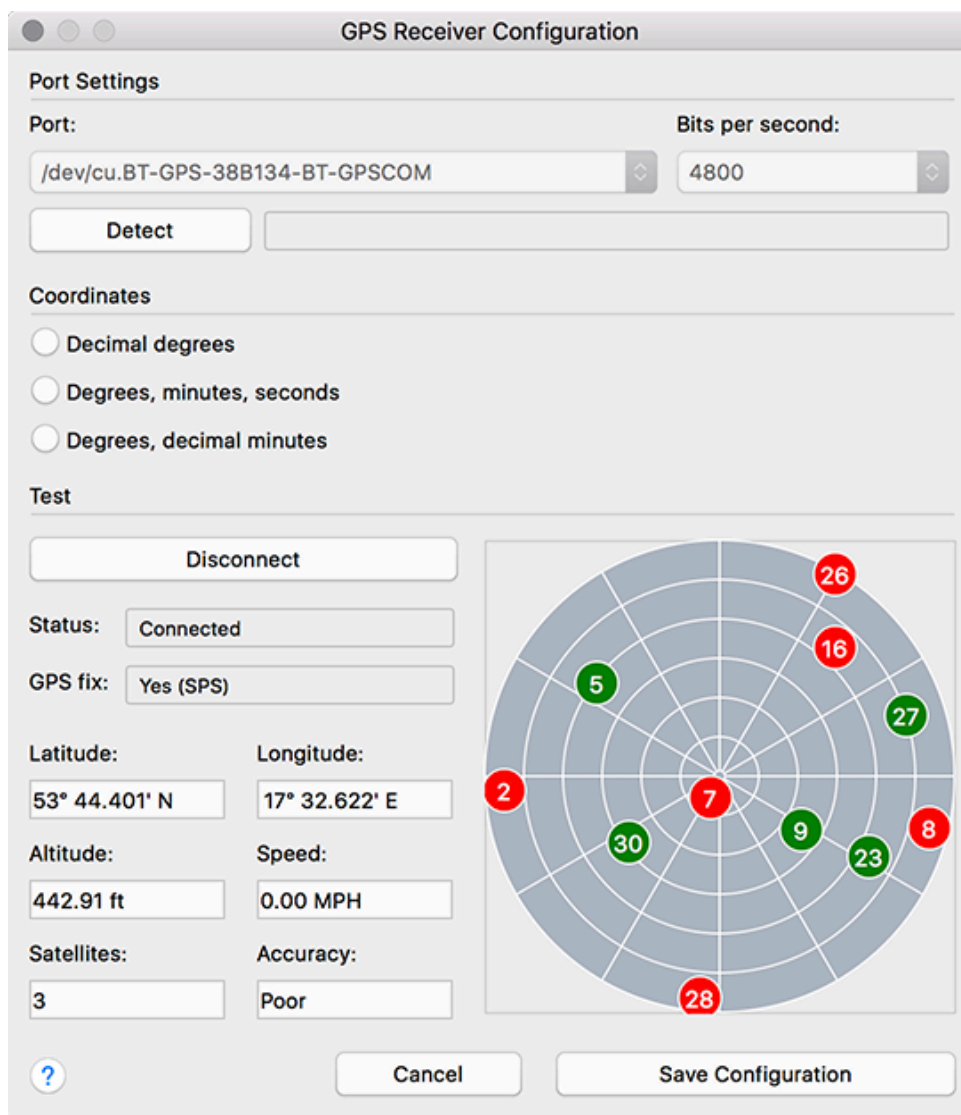 GPS Receiver Configuration
Port Settings
Port: Bits per second:
/dev/cu.BT-GPS-38B134-BT-GPSCOM 4800
Detect
Coordinates
Decimal degrees
Degrees, minutes, seconds
Degrees, decimal minutes
Test
Disconnect
Status: Connected
GPS fix: Yes (SPS)
Latitude: Longitude:
53° 44.401' N 17° 32.622' E
Altitude: Speed:
442.91 ft 0.00 MPH
Satellites: Accuracy:
3 Poor
26
16
5
27
2
7
9
8
30
23
28
? Cancel Save Configuration